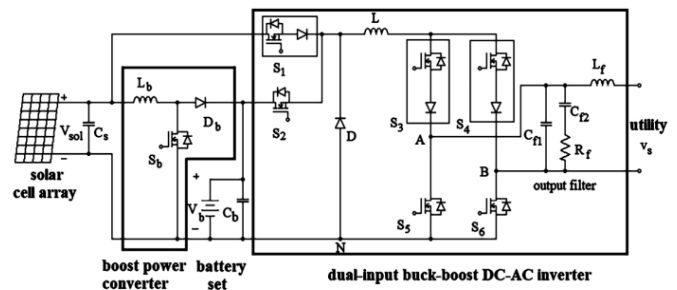 L
S1
Lb
S2
S3
S4
Lf
+
Vsol
Cs
Db
Sb
D
A
Cf1
Cf2
Rf
utility
vs
−
solar
cell array
+
Vb
Cb
−
B
output filter
S5
S6
N
boost power
converter
battery
set
dual-input buck-boost DC-AC inverter